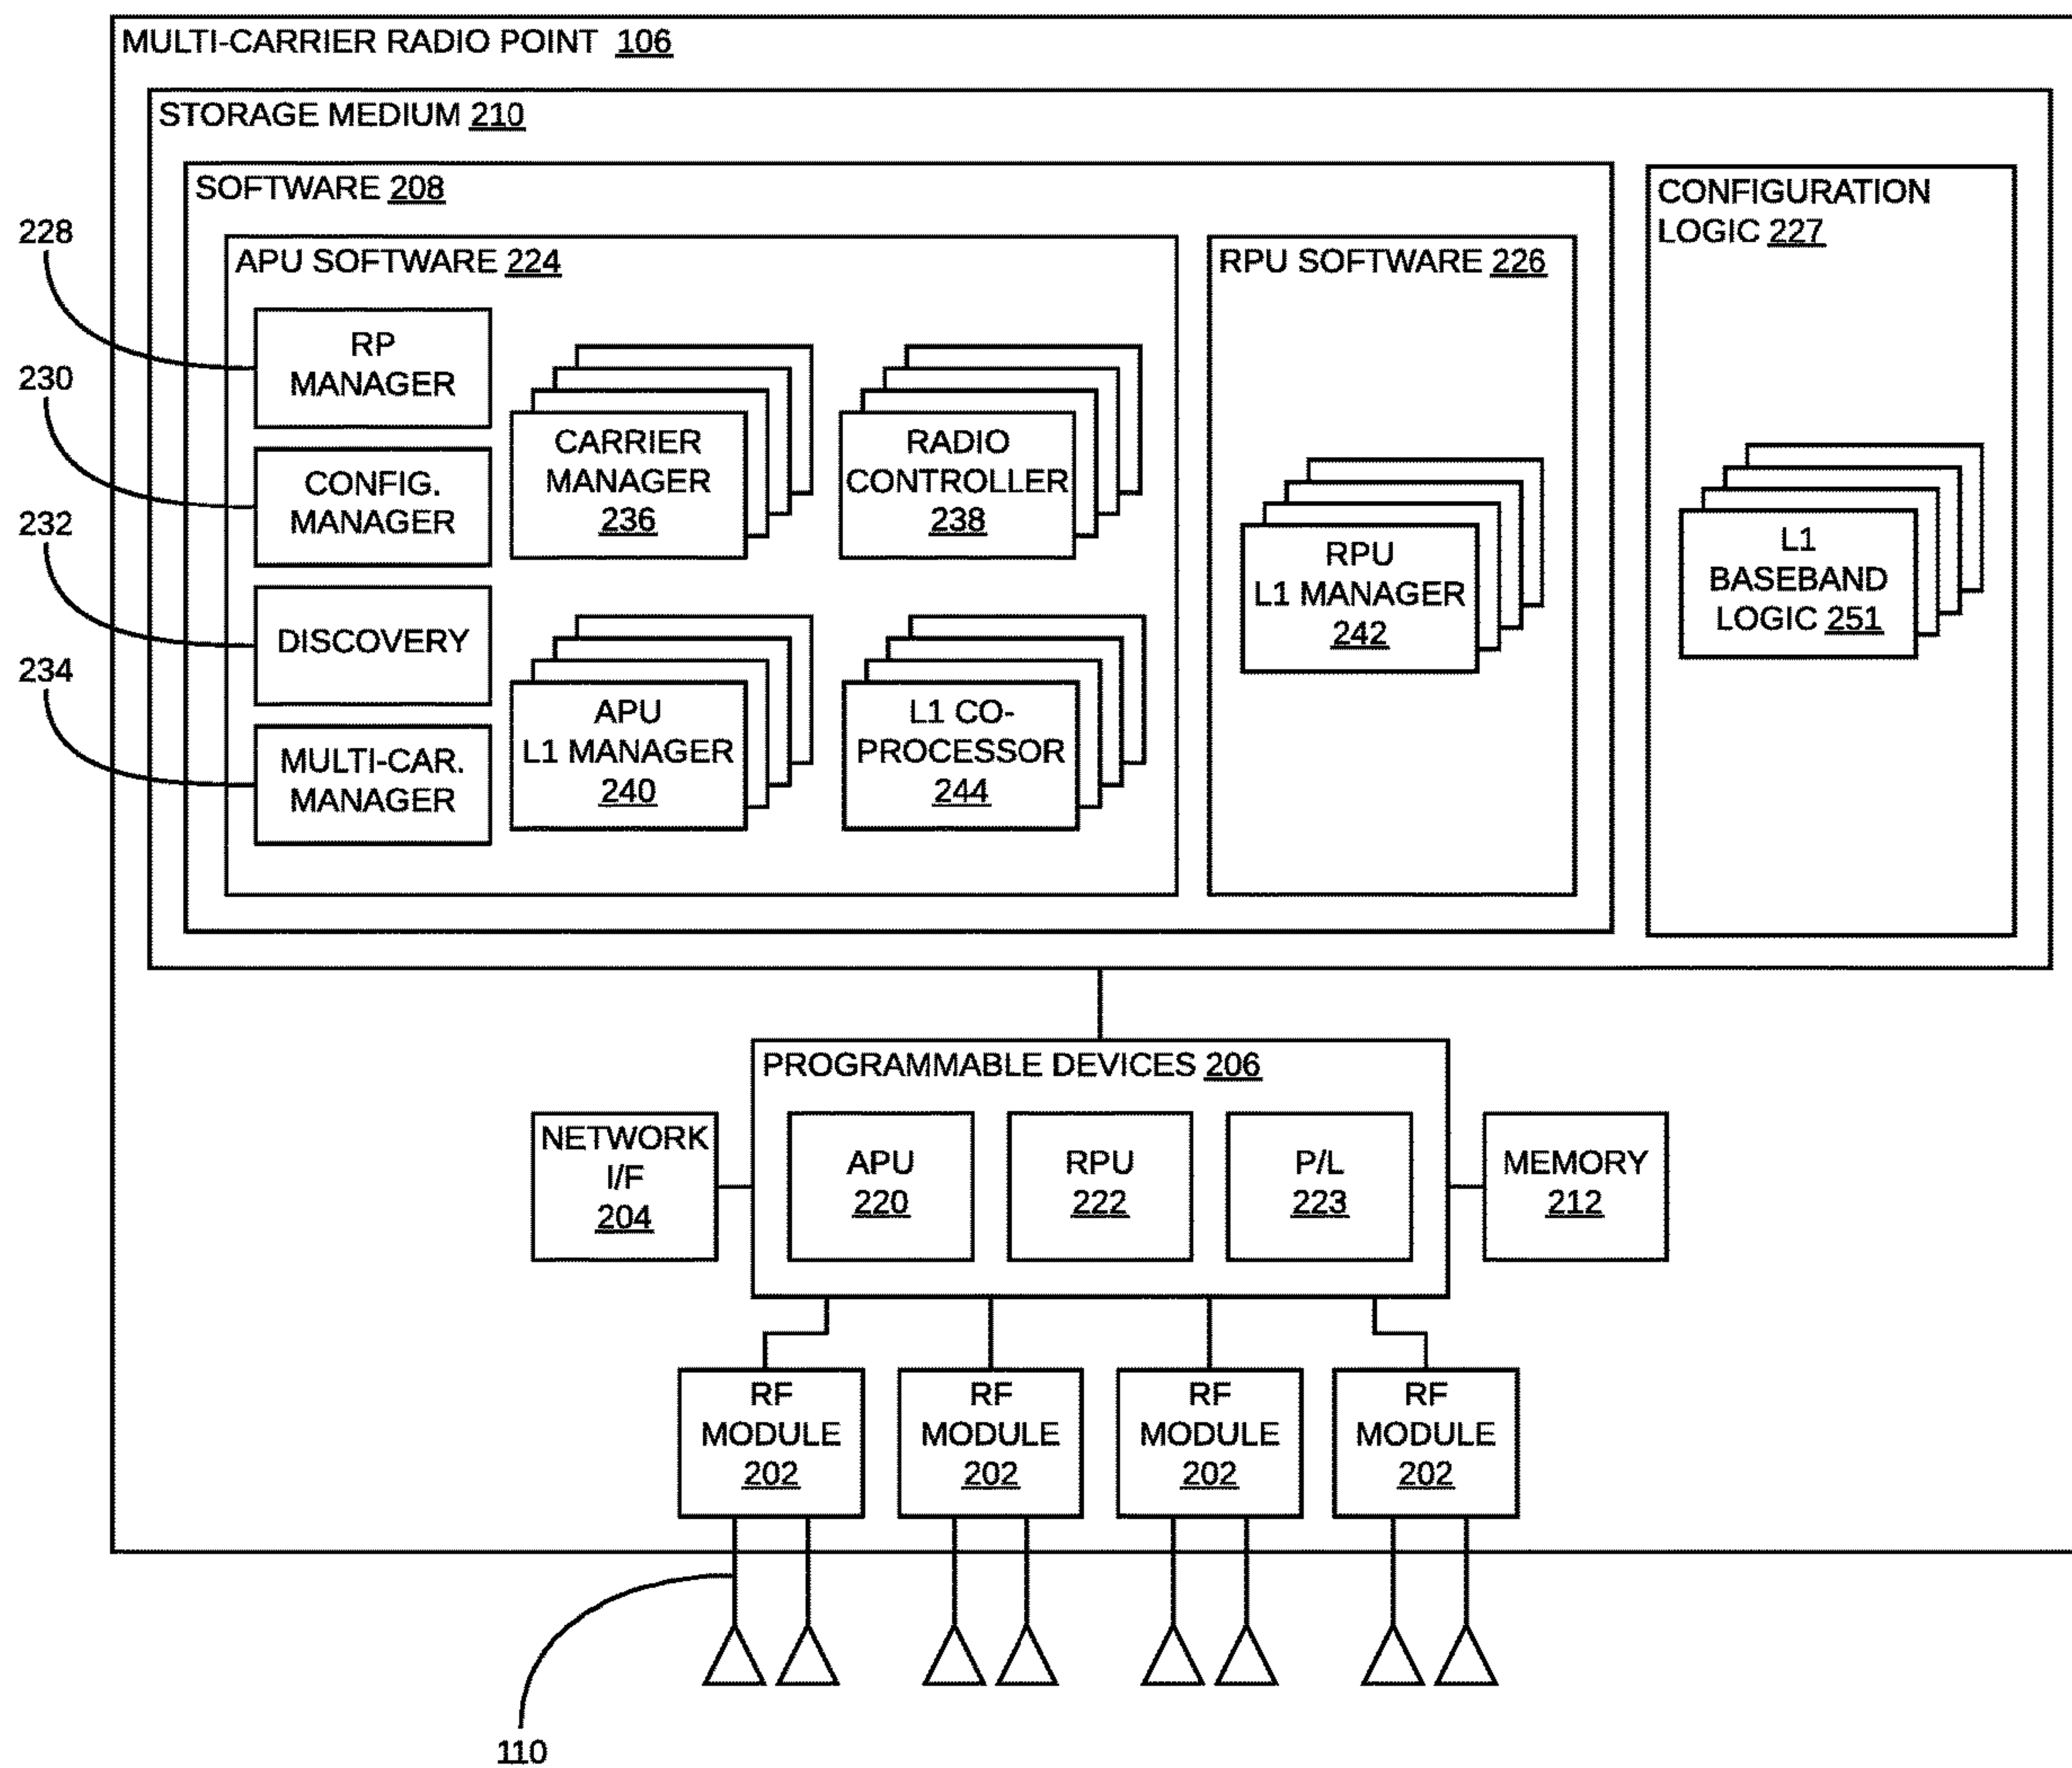 MULTI-CARRIER RADIO POINT 106
STORAGE MEDIUM 210
SOFTWARE 208
CONFIGURATION
LOGIC 227
228
230
232
234
APU SOFTWARE 224
RP
MANAGER
CONFIG.
MANAGER
DISCOVERY
MULTI-CAR.
MANAGER
CARRIER
MANAGER
236
RADIO
CONTROLLER
238
APU
L1 MANAGER
240
L1 CO-
PROCESSOR
244
RPU SOFTWARE 226
RPU
L1 MANAGER
242
L1
BASEBAND
LOGIC 251
PROGRAMMABLE DEVICES 206
NETWORK
I/F
204
APU
220
RPU
222
P/L
223
MEMORY
212
RF
MODULE
202
RF
MODULE
202
RF
MODULE
202
RF
MODULE
202
110